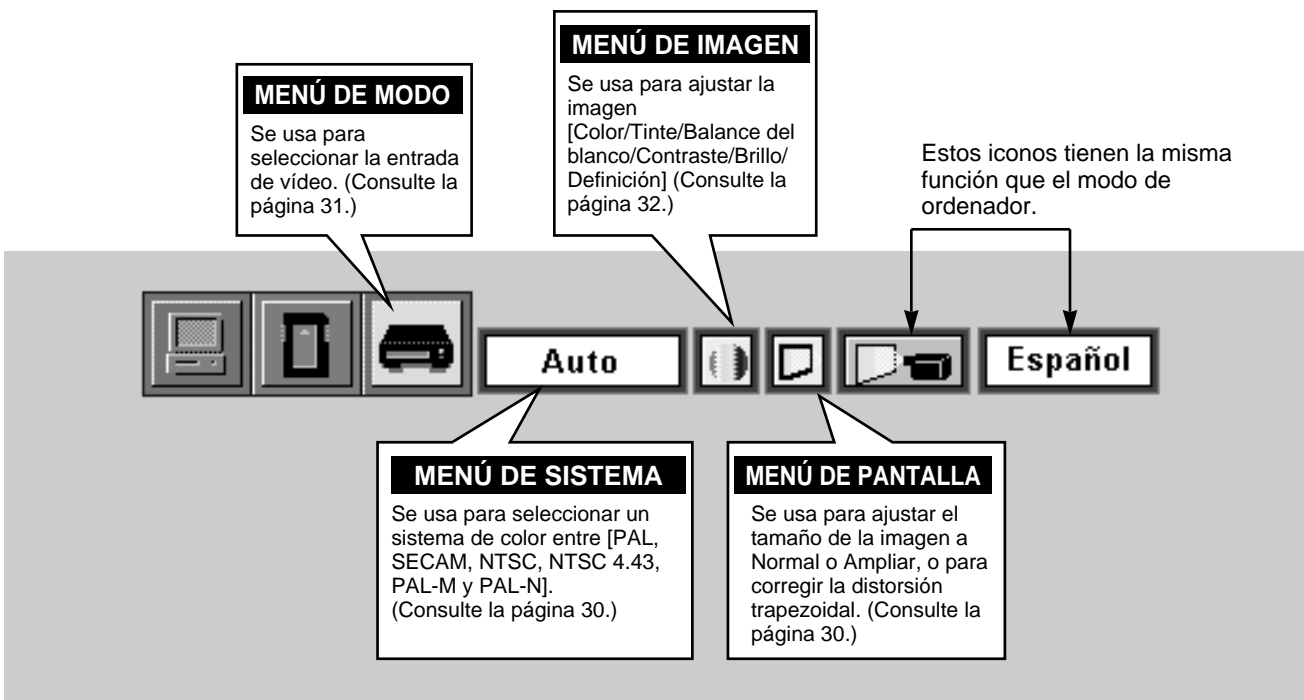 MENÚ DE IMAGEN
Se usa para ajustar la
imagen
[Color/Tinte/Balance del
blanco/Contraste/Brillo/
Definición] (Consulte la
página 32.)
MENÚ DE MODO
Se usa para
seleccionar la entrada
de vídeo. (Consulte la
página 31.)
Estos iconos tienen la misma
función que el modo de
ordenador.
Auto
Español
MENÚ DE SISTEMA
Se usa para seleccionar un
sistema de color entre [PAL,
SECAM, NTSC, NTSC 4.43,
PAL-M y PAL-N].
(Consulte la página 30.)
MENÚ DE PANTALLA
Se usa para ajustar el
tamaño de la imagen a
Normal o Ampliar, o para
corregir la distorsión
trapezoidal. (Consulte la
página 30.)